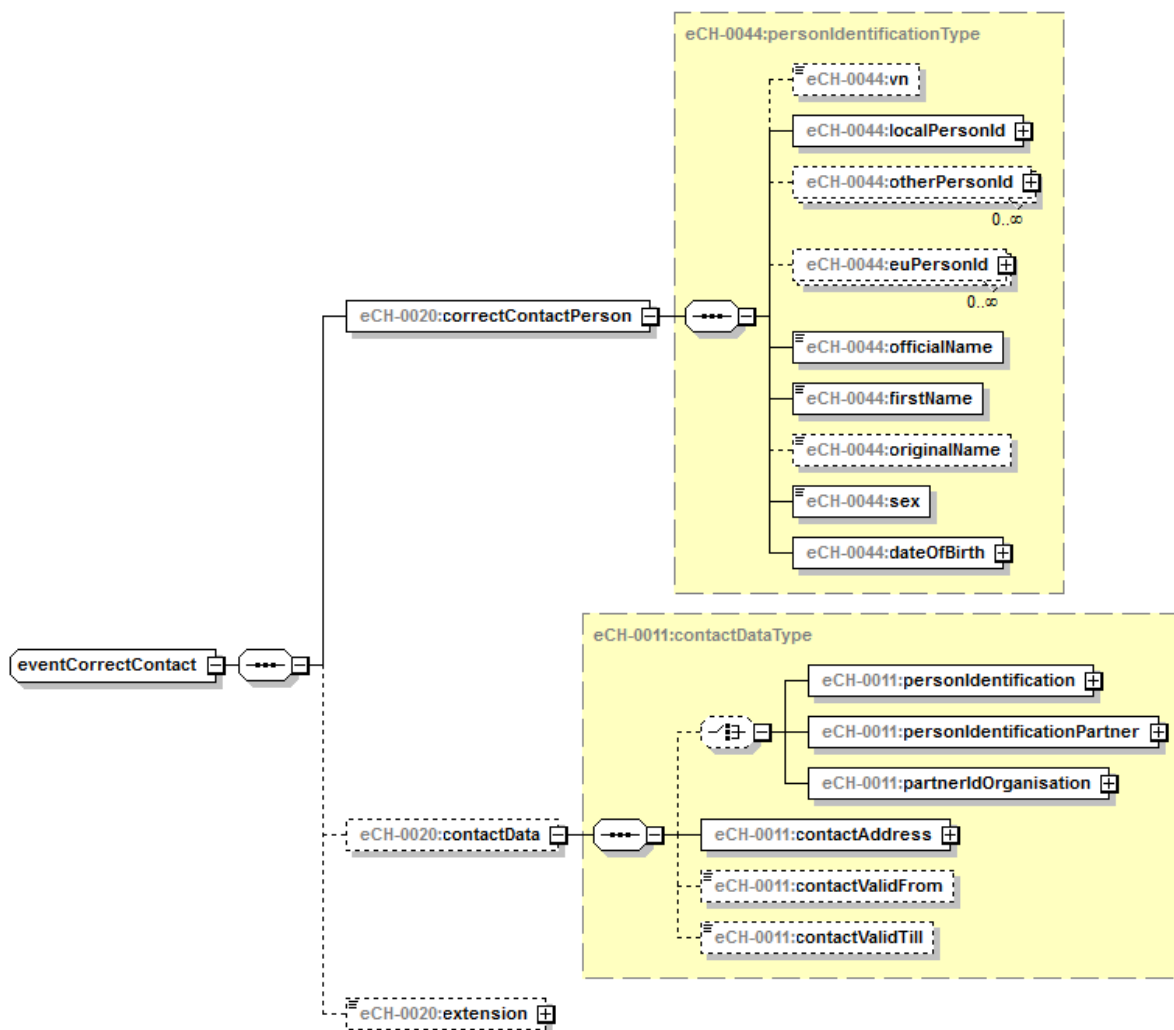 eCH-0044:personIdentificationType
eCH-0044:vn
eCH-0044:localPersonId
eCH-0044:otherPersonId
0..∞
eCH-0044:euPersonId
0..∞
eCH-0020:correctContactPerson
eCH-0044:officialName
eCH-0044:firstName
eCH-0044:originalName
eCH-0044:sex
eCH-0044:dateOfBirth
eventCorrectContact
eCH-0011:contactDataType
eCH-0011:personIdentification
eCH-0011:personIdentificationPartner
eCH-0011:partnerIdOrganisation
eCH-0020:contactData
eCH-0011:contactAddress
eCH-0011:contactValidFrom
eCH-0011:contactValidTill
eCH-0020:extension